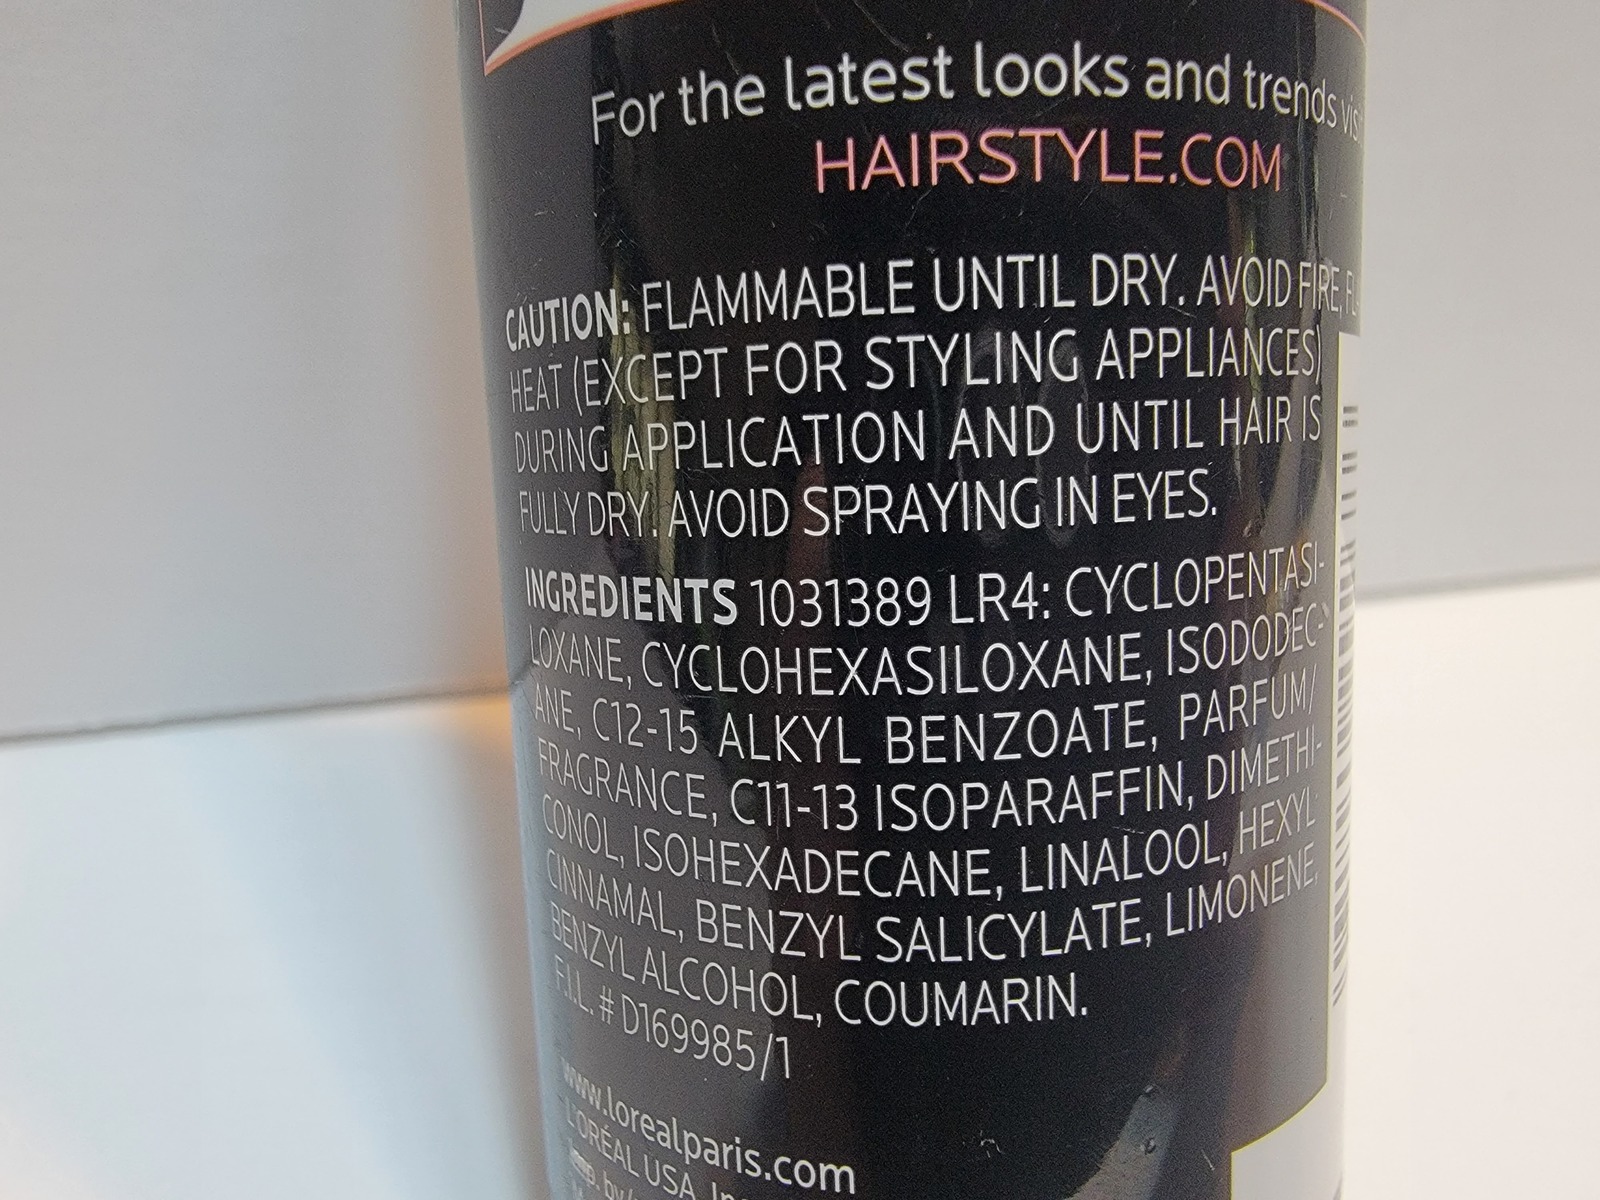 For the latest looks and trends
HAIRSTYLE.COM
CAUTION: FLAMMABLE UNTIL DRY. AVOID FIRE,
HEAT (EXCEPT FOR STYLING APPLIANCES)
DURING APPLICATION AND UNTIL HAIR IS
FULLY DRY. AVOID SPRAYING IN EYES.
INGREDIENTS 1031389 LR4: CYCLOPENTASI-
LOXANE, CYCLOHEXASILOXANE, ISODODEC-
ANE, C12-15 ALKYL BENZOATE, PARFUM/
FRAGRANCE, C11-13 ISOPARAFFIN, DIMETHI-
CONOL, ISOHEXADECANE, LINALOOL, HEXYL
CINNAMAL, BENZYL SALICYLATE, LIMONENE,
BENZYL ALCOHOL, COUMARIN.
F.I.L. # D169985/1
www.lorealparis.com
L'ORÉAL USA,